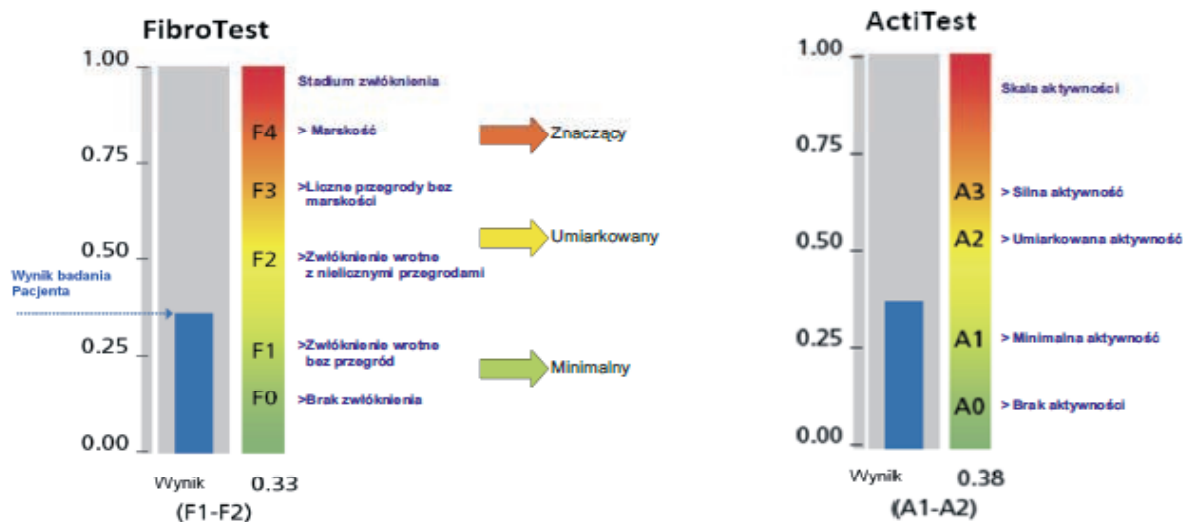 FibroTest
1.00
0.75
0.50
0.25
0.00
Wynik badania
Pacjenta
F4
F3
F2
F1
F0
Stadium zwłóknienia
> Marskość
>Liczne przegrody bez
marskości
>Zwłóknienie wrotne
z nielicznymi przegrodami
>Zwłóknienie wrotne
bez przegród
>Brak zwłóknienia
Znaczący
Umiarkowany
Minimalny
Wynik 0.33
(F1-F2)
ActiTest
1.00
0.75
0.50
0.25
0.00
A3
A2
A1
A0
Skala aktywności
> Silna aktywność
> Umiarkowana aktywność
> Minimalna aktywność
> Brak aktywności
Wynik 0.38
(A1-A2)